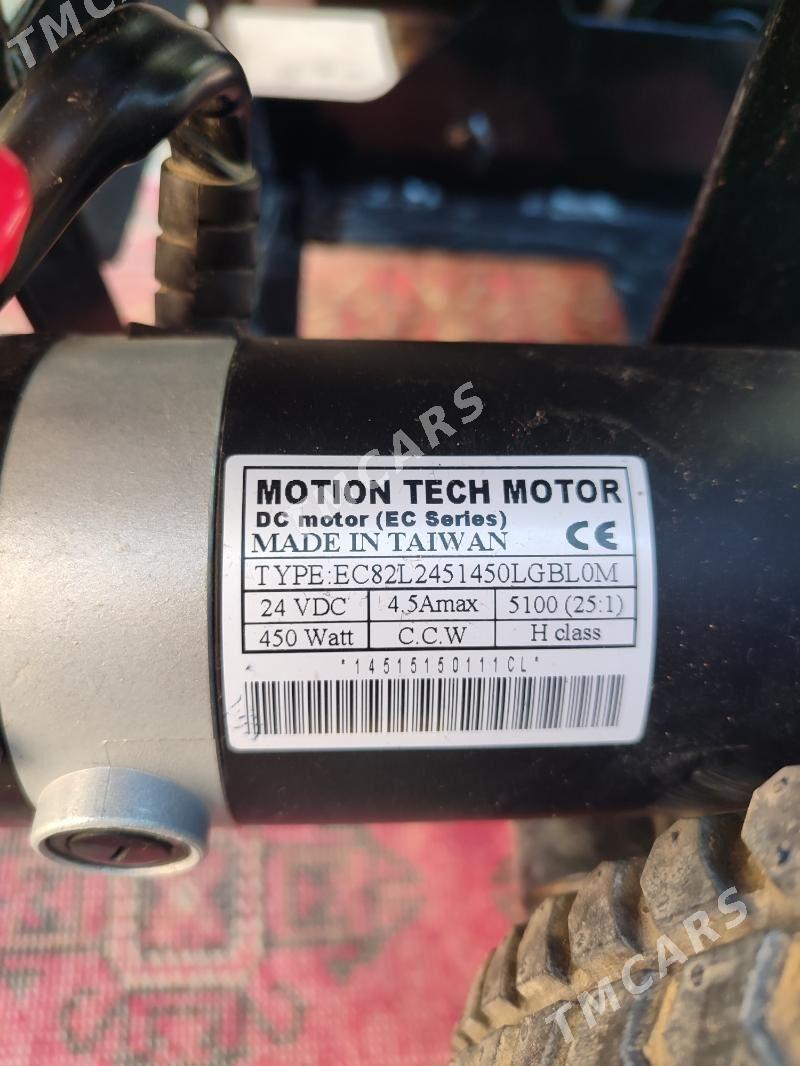 TMCARS
TMCARS
MOTION TECH MOTOR
DC motor (EC Series)
MADE IN TAIWAN CE
TYPE:EC82L2451450LGBL0M
24 VDC 4.5Amax 5100 (25:1)
450 Watt C.C.W H class
*14515150111CL*
TMCARS